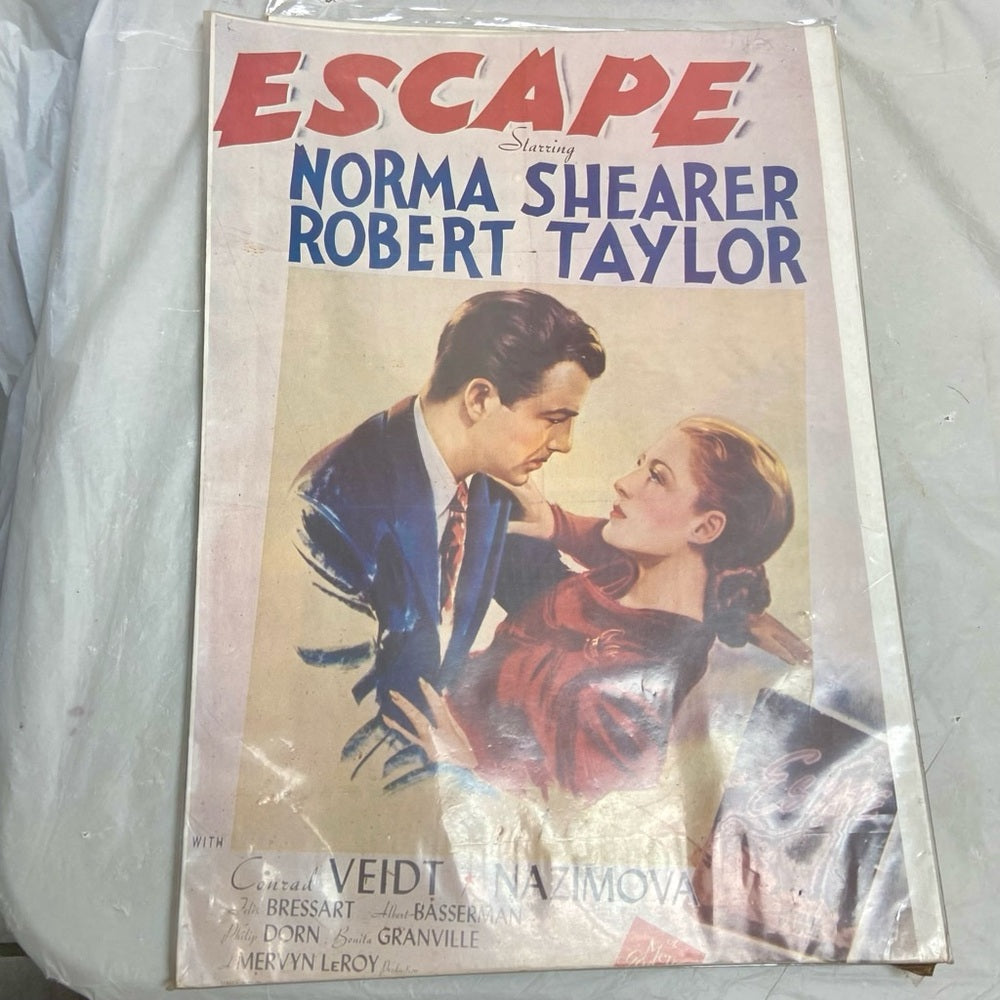 ESCAPE
Starring
NORMA SHEARER
ROBERT TAYLOR
WITH
Conrad VEIDT NAZIMOVA
Felix BRESSART Albert BASSERMAN
Philip DORN Bonita GRANVILLE
A MERVYN LeROY Production